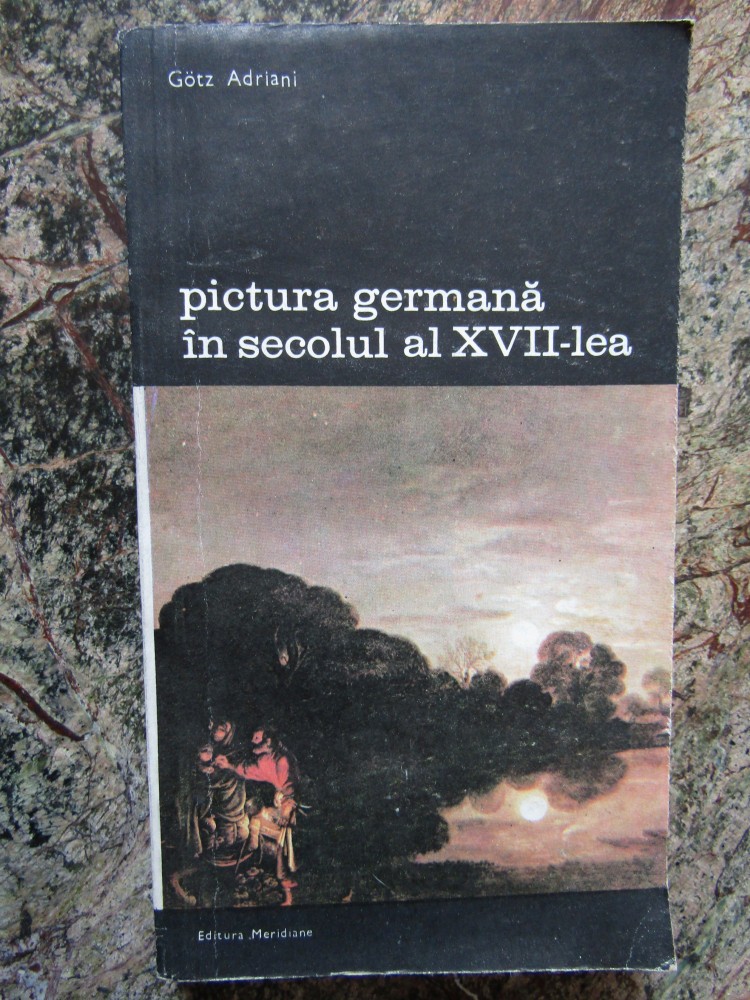 Götz Adriani
pictura germană
în secolul al XVII-lea
Editura Meridiane